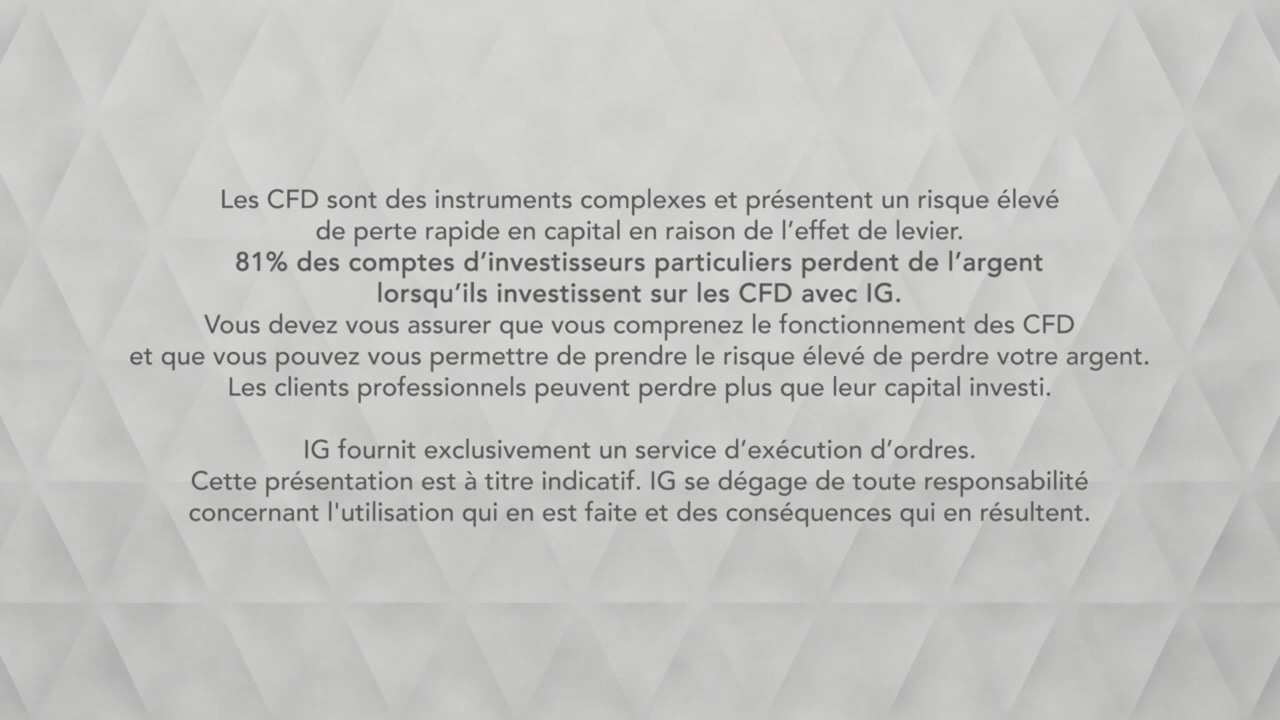 Les CFD sont des instruments complexes et présentent un risque élevé
de perte rapide en capital en raison de l’effet de levier.
81% des comptes d’investisseurs particuliers perdent de l’argent
lorsqu’ils investissent sur les CFD avec IG.
Vous devez vous assurer que vous comprenez le fonctionnement des CFD
et que vous pouvez vous permettre de prendre le risque élevé de perdre votre argent.
Les clients professionnels peuvent perdre plus que leur capital investi.
IG fournit exclusivement un service d’exécution d’ordres.
Cette présentation est à titre indicatif. IG se dégage de toute responsabilité
concernant l'utilisation qui en est faite et des conséquences qui en résultent.